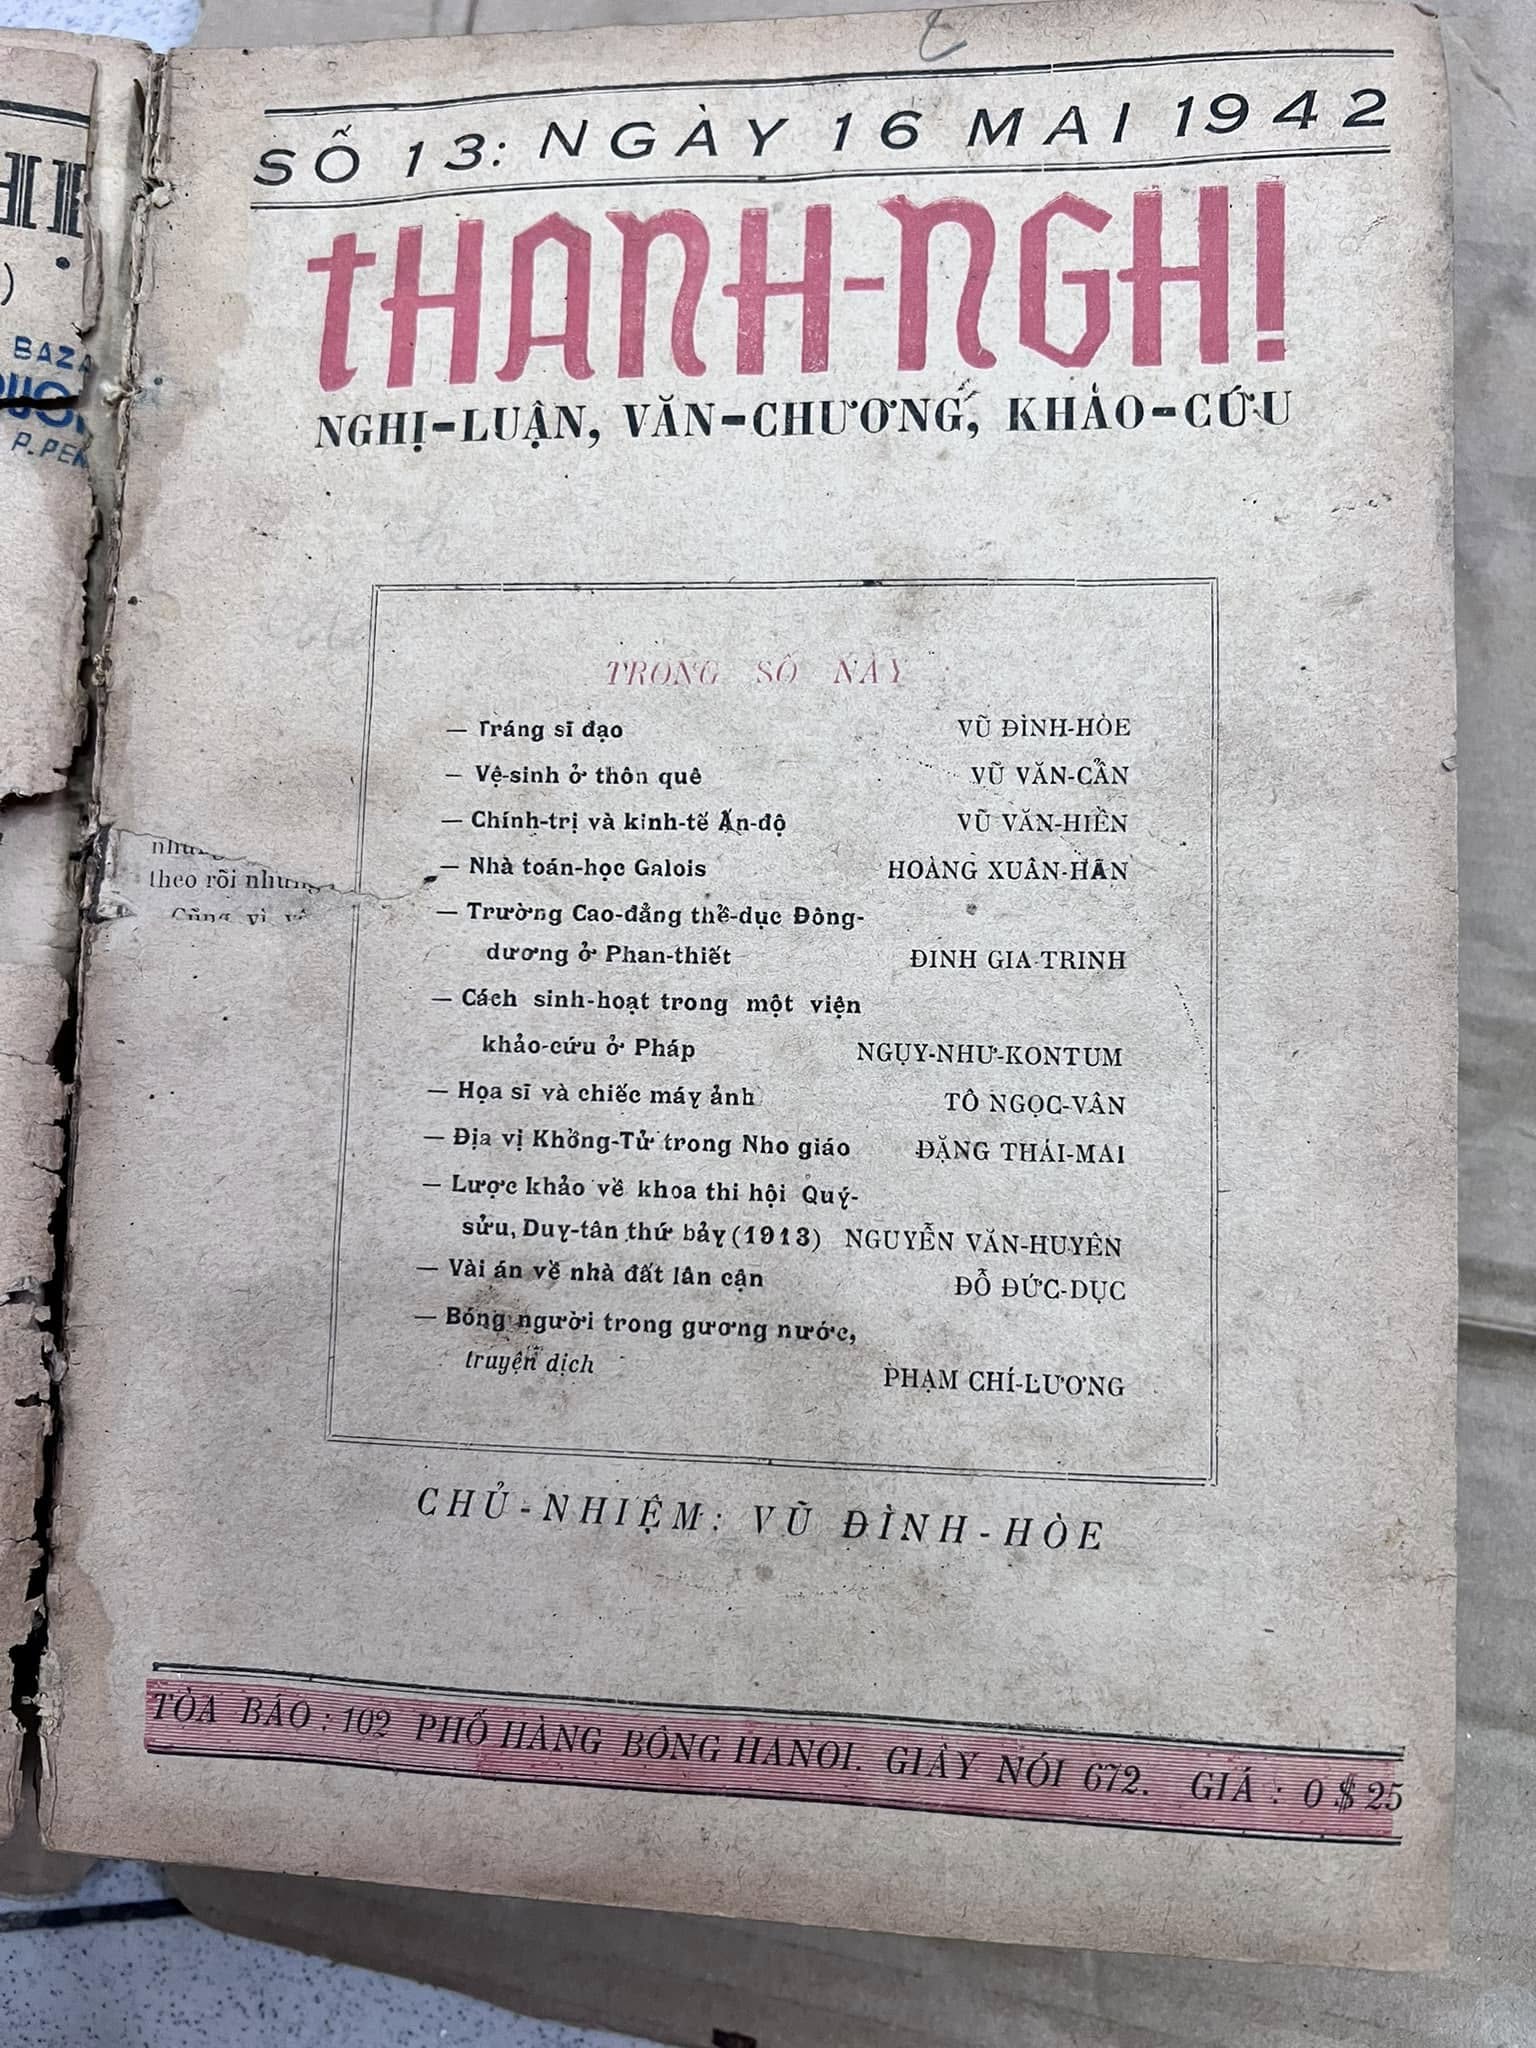 SỐ 13: NGÀY 16 MAI 1942
THANH-NGHỊ
NGHỊ-LUẬN, VĂN-CHƯƠNG, KHẢO-CỨU
BAZA
P.PER
TRONG SỐ NÀY :
— Tráng sĩ đạo VŨ ĐÌNH-HÒE
— Vệ-sinh ở thôn quê VŨ VĂN-CẨN
— Chính-trị và kinh-tế Ấn-độ VŨ VĂN-HIỀN
— Nhà toán-học Galois HOÀNG XUÂN-HÃN
theo rõi những
Cũng vì
— Trường Cao-đẳng thể-dục Đông-
dương ở Phan-thiết ĐINH GIA-TRINH
— Cách sinh-hoạt trong một viện
khảo-cứu ở Pháp NGỤY-NHƯ-KONTUM
— Họa sĩ và chiếc máy ảnh TÔ NGỌC-VÂN
— Địa vị Khổng-Tử trong Nho giáo ĐẶNG THÁI-MAI
— Lược khảo về khoa thi hội Quý-
sửu, Duy-tân thứ bảy (1913) NGUYỄN VĂN-HUYÊN
— Vài án về nhà đất lân cận ĐỖ ĐỨC-DỤC
— Bóng người trong gương nước,
truyện dịch PHẠM CHÍ-LƯƠNG
CHỦ-NHIỆM: VŨ ĐÌNH-HÒE
TÒA BÁO : 102 PHỐ HÀNG BÔNG HANOI. GIÂY NÓI 672. GIÁ : 0 $ 25